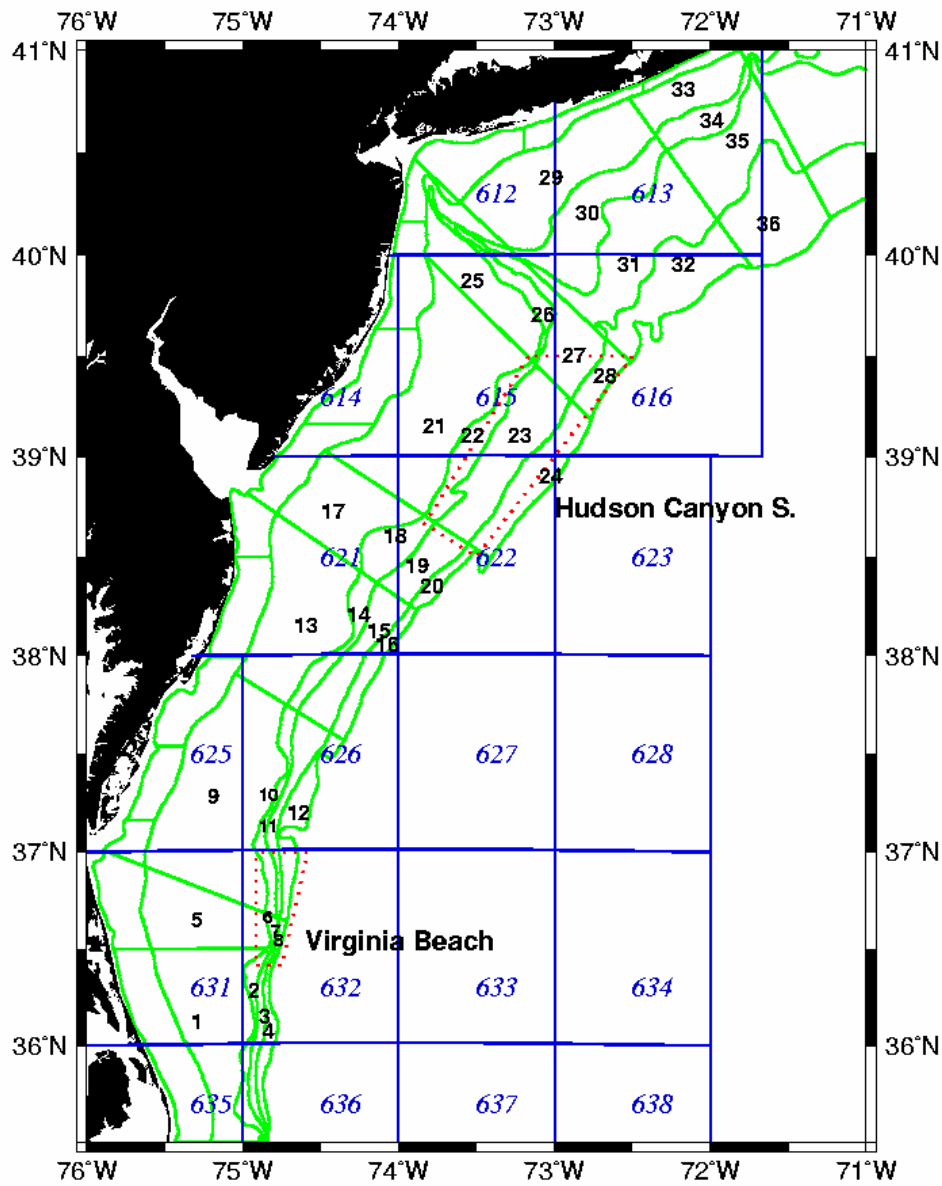 76°W 75°W 74°W 73°W 72°W 71°W
41°N 41°N
33
34
35
29
612 613
30
36
40°N 40°N
31 32
25
26
27
28
614 615 616
21 22 23
39°N 39°N
24
17 Hudson Canyon S.
18
621 622 623
19
20
14
13 15
16
38°N 38°N
625 626 627 628
9 10
12
11
37°N 37°N
6
5
7
8 Virginia Beach
631 2 632 633 634
1 3
4
36°N 36°N
635 636 637 638
76°W 75°W 74°W 73°W 72°W 71°W